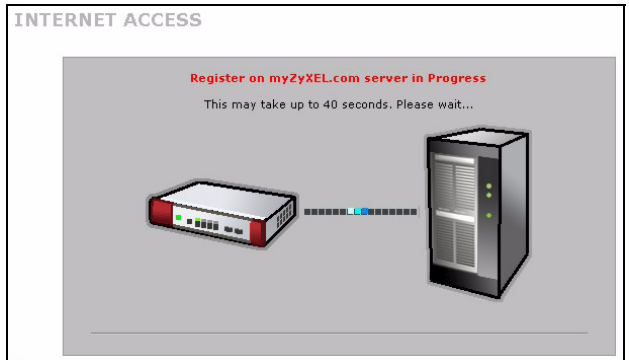 INTERNET ACCESS
Register on myZyXEL.com server in Progress
This may take up to 40 seconds. Please wait...